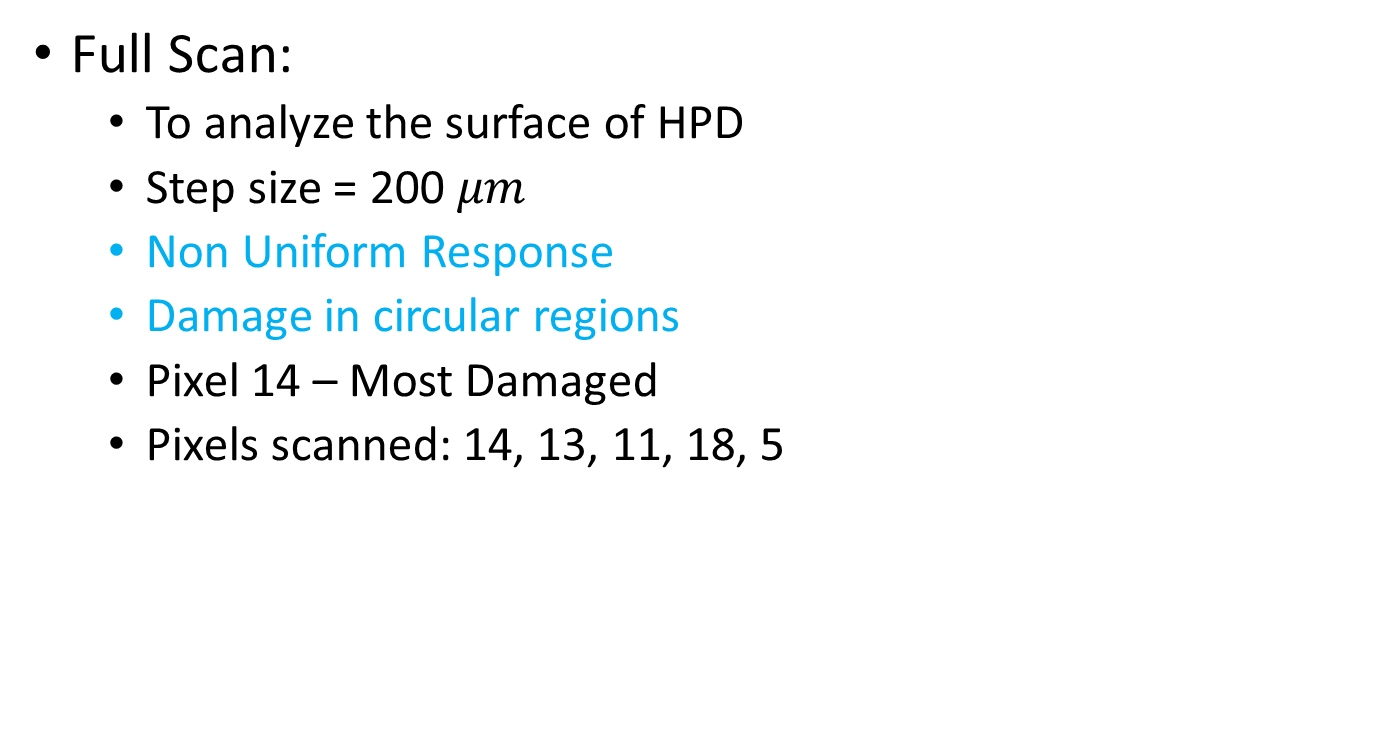 • Full Scan:
• To analyze the surface of HPD
• Step size = 200 𝜇𝑚
• Non Uniform Response
• Damage in circular regions
• Pixel 14 – Most Damaged
• Pixels scanned: 14, 13, 11, 18, 5